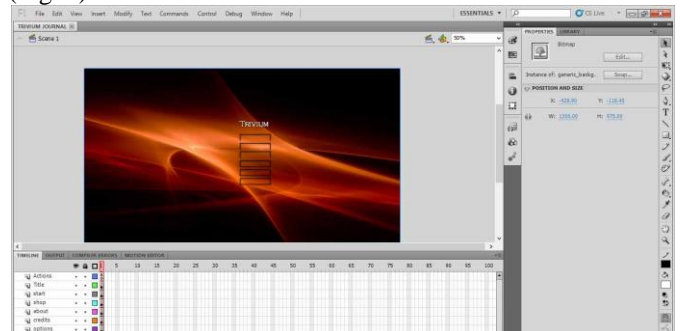 Fl File Edit View Insert Modify Text Commands Control Debug Window Help ESSENTIALS CS Live
TRIVIUM JOURNAL
Scene 1 50%
PROPERTIES LIBRARY
Bitmap
Edit...
Instance of: generic_backg... Swap...
POSITION AND SIZE
TRIVIUM
TIMELINE OUTPUT COMPILER ERRORS MOTION EDITOR
5 10 15 20 25 30 35 40 45 50 55 60 65 70 75 80 85 90 95 100
Actions
Title
start
shop
about
credits
options